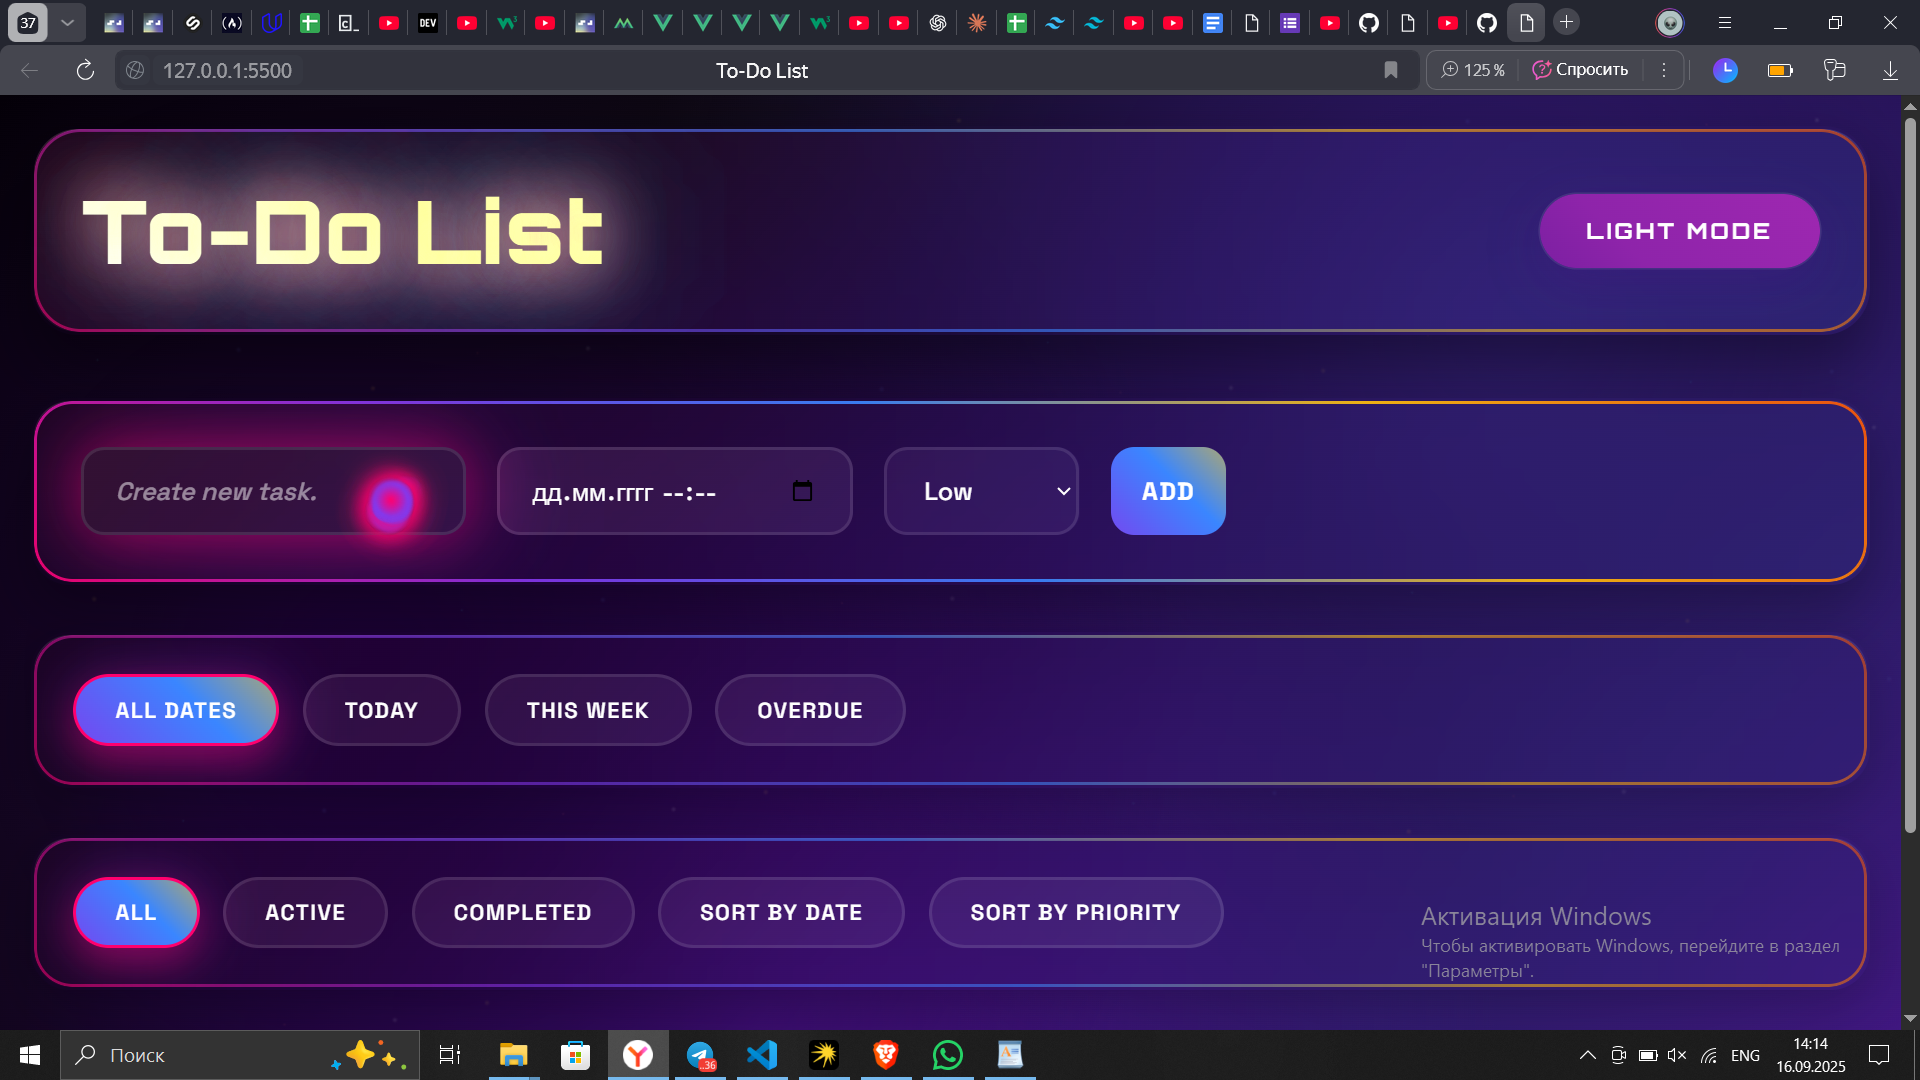 37
DEV
127.0.0.1:5500
To-Do List
125 %
Спросить
To-Do List
LIGHT MODE
Create new task.
дд.мм.гггг --:--
Low
ADD
ALL DATES
TODAY
THIS WEEK
OVERDUE
ALL
ACTIVE
COMPLETED
SORT BY DATE
SORT BY PRIORITY
Активация Windows
Чтобы активировать Windows, перейдите в раздел
"Параметры".
Поиск
..36
ENG
14:14
16.09.2025